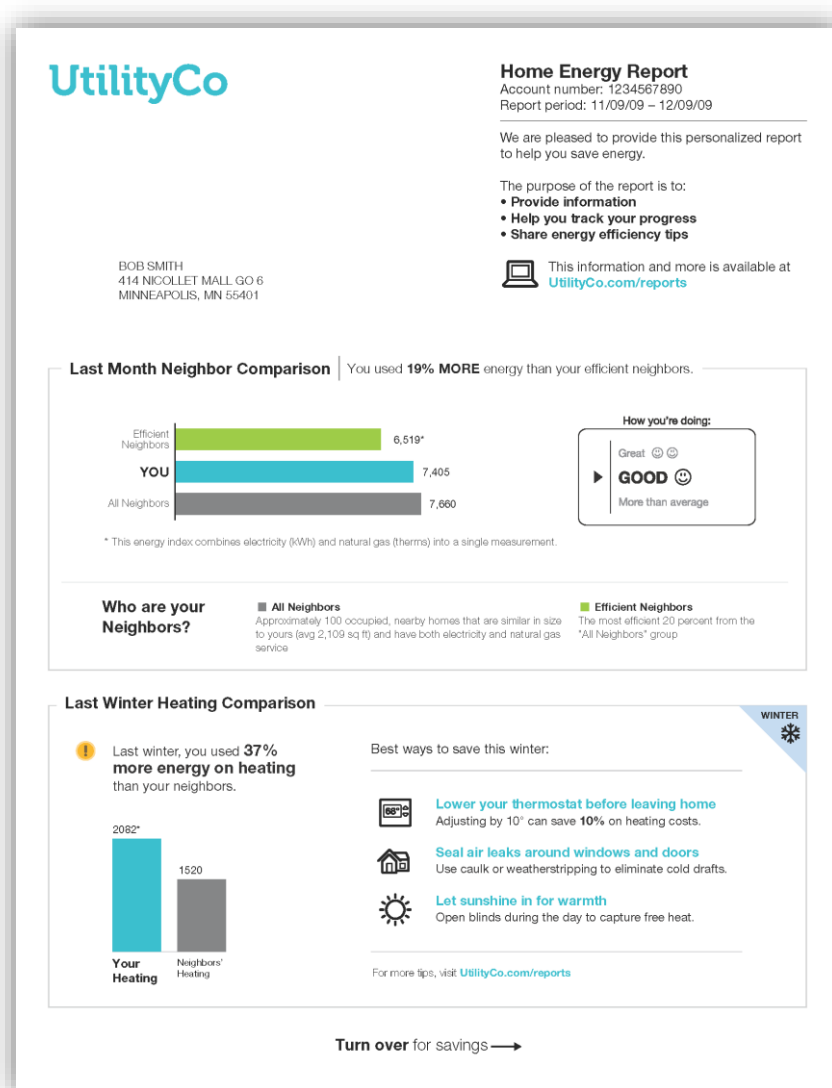 UtilityCo
Home Energy Report
Account number: 1234567890
Report period: 11/09/09 – 12/09/09
We are pleased to provide this personalized report
to help you save energy.
The purpose of the report is to:
• Provide information
• Help you track your progress
• Share energy efficiency tips
This information and more is available at
UtilityCo.com/reports
BOB SMITH
414 NICOLLET MALL GO 6
MINNEAPOLIS, MN 55401
Last Month Neighbor Comparison | You used 19% MORE energy than your efficient neighbors.
Efficient
Neighbors
6,519*
YOU
7,405
All Neighbors
7,660
* This energy index combines electricity (kWh) and natural gas (therms) into a single measurement.
How you're doing:
Great
GOOD
More than average
Who are your
Neighbors?
All Neighbors
Approximately 100 occupied, nearby homes that are similar in size
to yours (avg 2,109 sq ft) and have both electricity and natural gas
service
Efficient Neighbors
The most efficient 20 percent from the
"All Neighbors" group
Last Winter Heating Comparison
WINTER
! Last winter, you used 37%
more energy on heating
than your neighbors.
2082*
1520
Your
Heating
Neighbors'
Heating
Best ways to save this winter:
68°
Lower your thermostat before leaving home
Adjusting by 10° can save 10% on heating costs.
Seal air leaks around windows and doors
Use caulk or weatherstripping to eliminate cold drafts.
Let sunshine in for warmth
Open blinds during the day to capture free heat.
For more tips, visit UtilityCo.com/reports
Turn over for savings